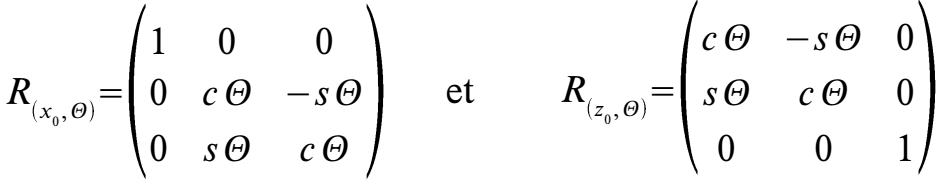 R_(x_0,Θ) = ( 1 0 0 ; 0 cΘ −sΘ ; 0 sΘ cΘ ) et R_(z_0,Θ) = ( cΘ −sΘ 0 ; sΘ cΘ 0 ; 0 0 1 )